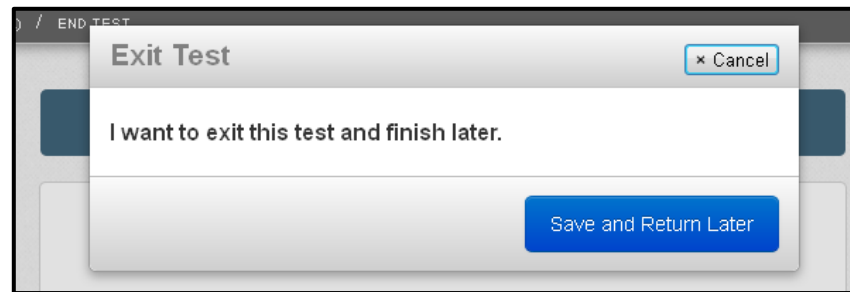 ) / END TEST
Exit Test
× Cancel
I want to exit this test and finish later.
Save and Return Later